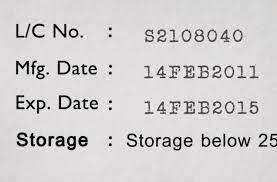 L/C No. : S2108040
Mfg. Date : 14FEB2011
Exp. Date : 14FEB2015
Storage : Storage below 25